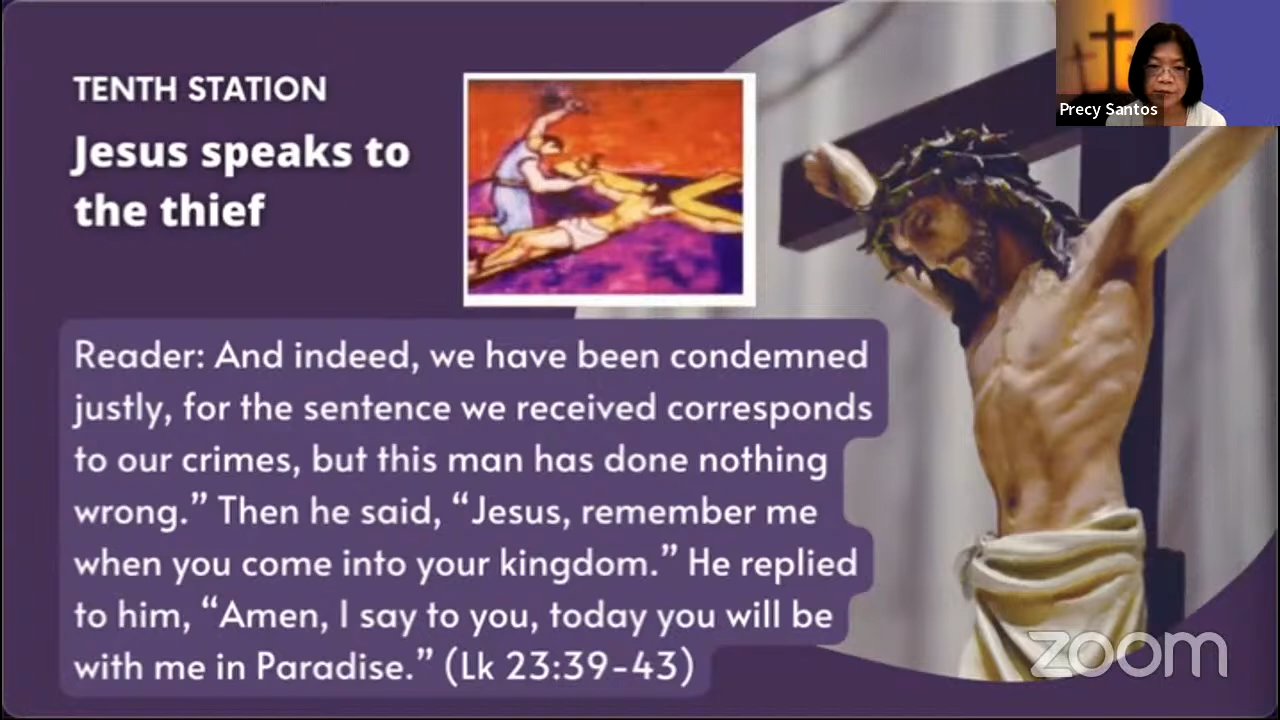 TENTH STATION
Jesus speaks to
the thief
Precy Santos
Reader: And indeed, we have been condemned
justly, for the sentence we received corresponds
to our crimes, but this man has done nothing
wrong.” Then he said, “Jesus, remember me
when you come into your kingdom.” He replied
to him, “Amen, I say to you, today you will be
with me in Paradise.” (Lk 23:39-43)
zoom